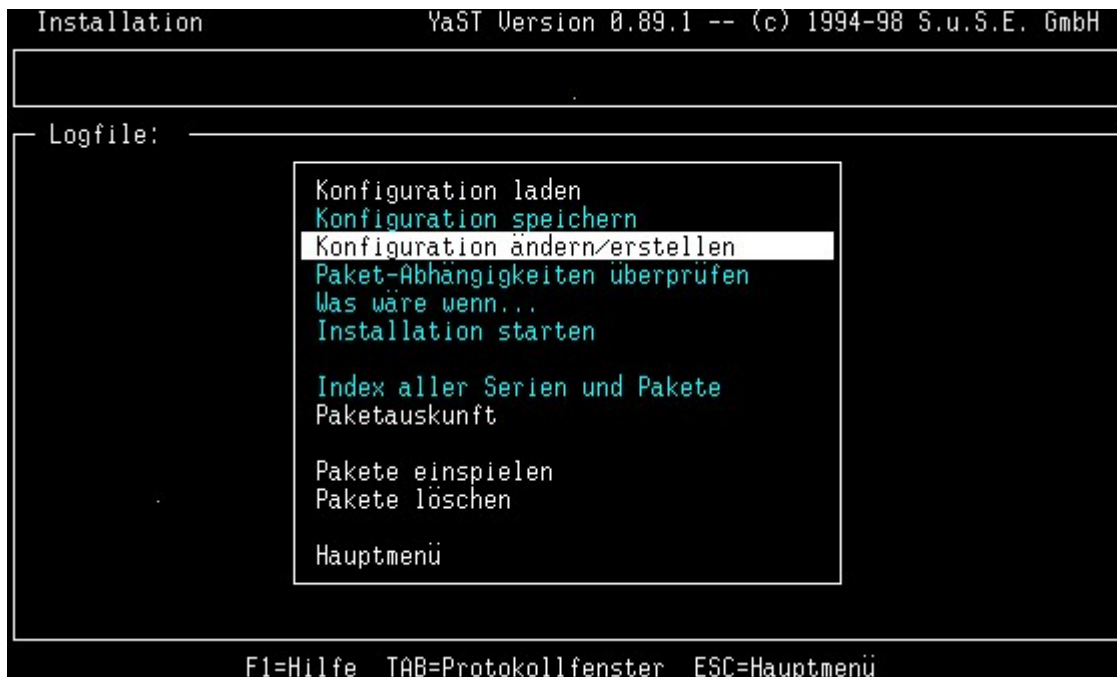 Installation YaST Version 0.89.1 -- (c) 1994-98 S.u.S.E. GmbH
Logfile:
Konfiguration laden
Konfiguration speichern
Konfiguration ändern/erstellen
Paket-Abhängigkeiten überprüfen
Was wäre wenn...
Installation starten
Index aller Serien und Pakete
Paketauskunft
Pakete einspielen
Pakete löschen
Hauptmenü
F1=Hilfe TAB=Protokollfenster ESC=Hauptmenü